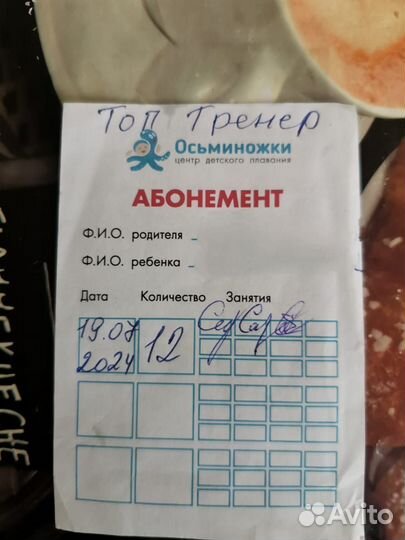 Топ Тренер
Осьминожки
центр детского плавания
АБОНЕМЕНТ
Ф.И.О. родителя
Ф.И.О. ребенка
Дата Количество Занятия
19.07
2024 12
Avito